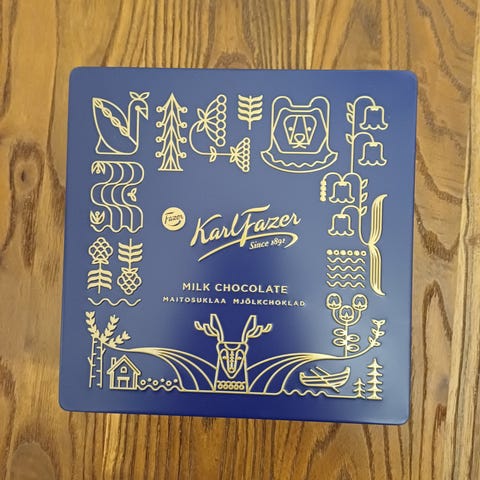 Fazer
Karl Fazer
Since 1891
MILK CHOCOLATE
MAITOSUKLAA MJÖLKCHOKLAD